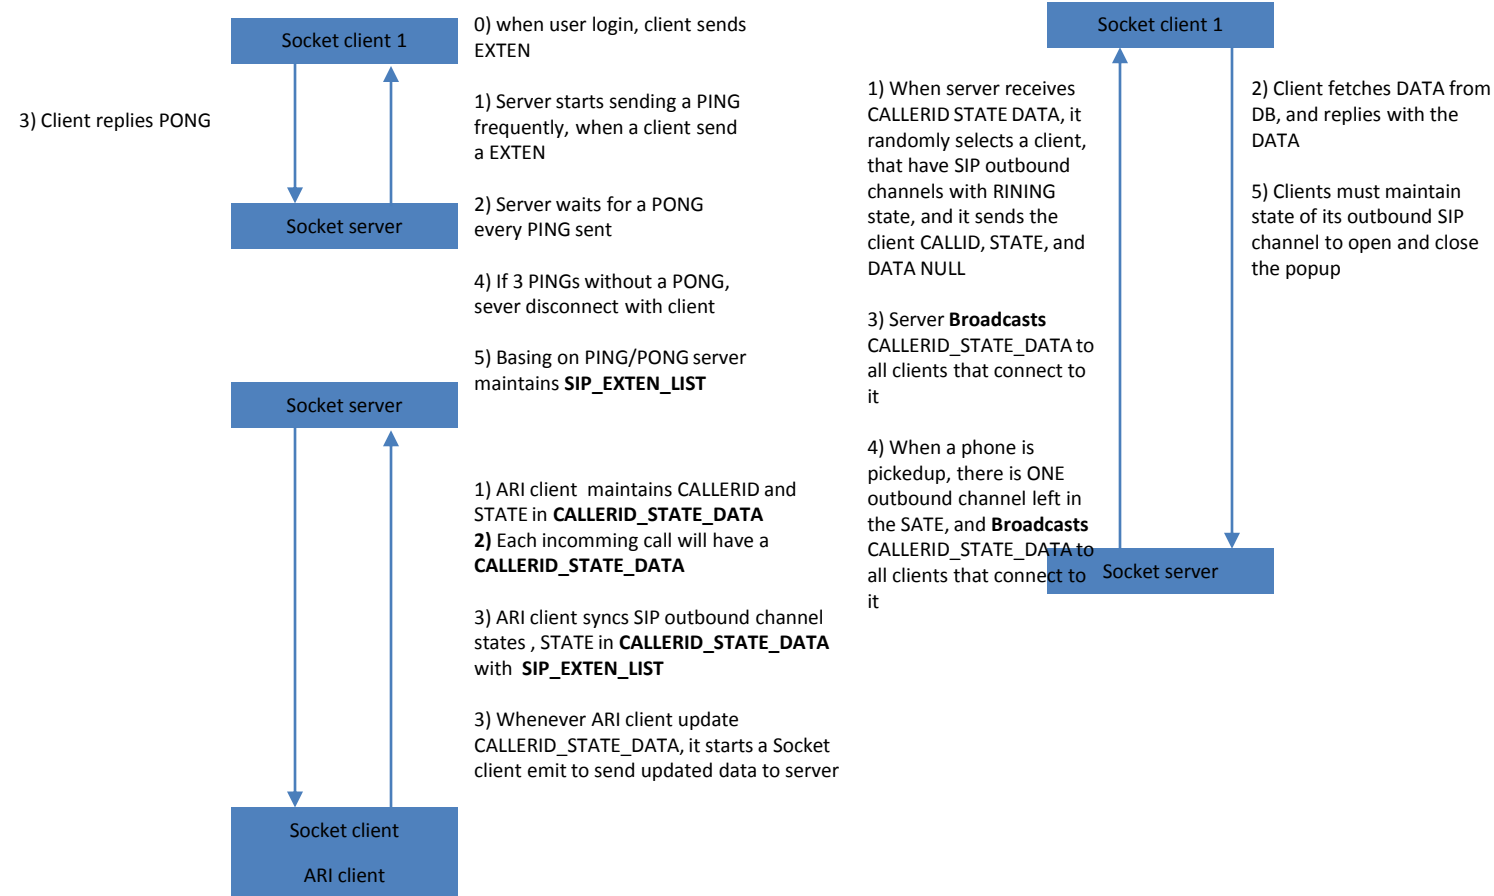 Socket client 1
3) Client replies PONG
0) when user login, client sends
EXTEN
1) Server starts sending a PING
frequently, when a client send
a EXTEN
2) Server waits for a PONG
every PING sent
4) If 3 PINGs without a PONG,
sever disconnect with client
5) Basing on PING/PONG server
maintains SIP_EXTEN_LIST
Socket server
Socket server
1) ARI client  maintains CALLERID and
STATE in CALLERID_STATE_DATA
2) Each incomming call will have a
CALLERID_STATE_DATA
3) ARI client syncs SIP outbound channel
states , STATE in CALLERID_STATE_DATA
with  SIP_EXTEN_LIST
3) Whenever ARI client update
CALLERID_STATE_DATA, it starts a Socket
client emit to send updated data to server
Socket client
ARI client
Socket client 1
1) When server receives
CALLERID STATE DATA, it
randomly selects a client,
that have SIP outbound
channels with RINING
state, and it sends the
client CALLID, STATE, and
DATA NULL
3) Server Broadcasts
CALLERID_STATE_DATA to
all clients that connect to
it
4) When a phone is
pickedup, there is ONE
outbound channel left in
the SATE, and Broadcasts
CALLERID_STATE_DATA to
all clients that connect to
it
2) Client fetches DATA from
DB, and replies with the
DATA
5) Clients must maintain
state of its outbound SIP
channel to open and close
the popup
Socket server